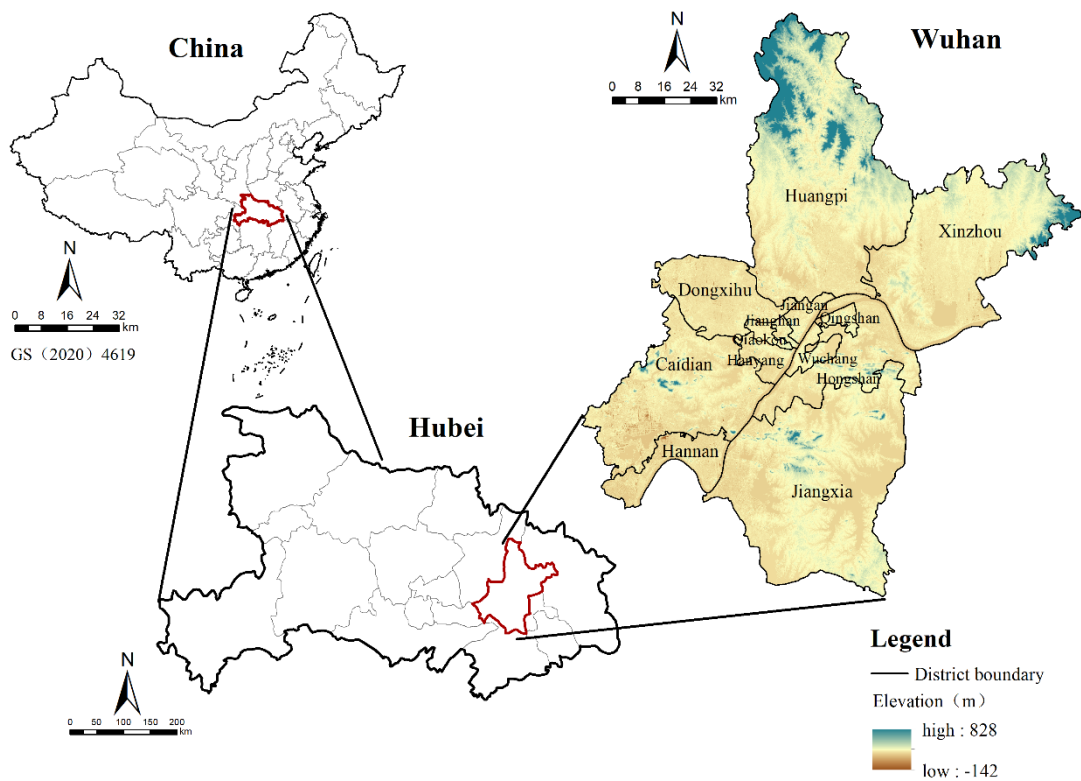 China
N
0 4 8 16 24 32
km
GS（2020）4619
Hubei
N
0 50 100 150 200
km
Wuhan
N
0 4 8 16 24 32
km
Huangpi
Xinzhou
Dongxihu
Jiangan
Jianghan
Qingshan
Qiaokou
Hanyang
Wuchang
Caidian
Hongshan
Hannan
Jiangxia
Legend
District boundary
Elevation（m）
high : 828
low : -142